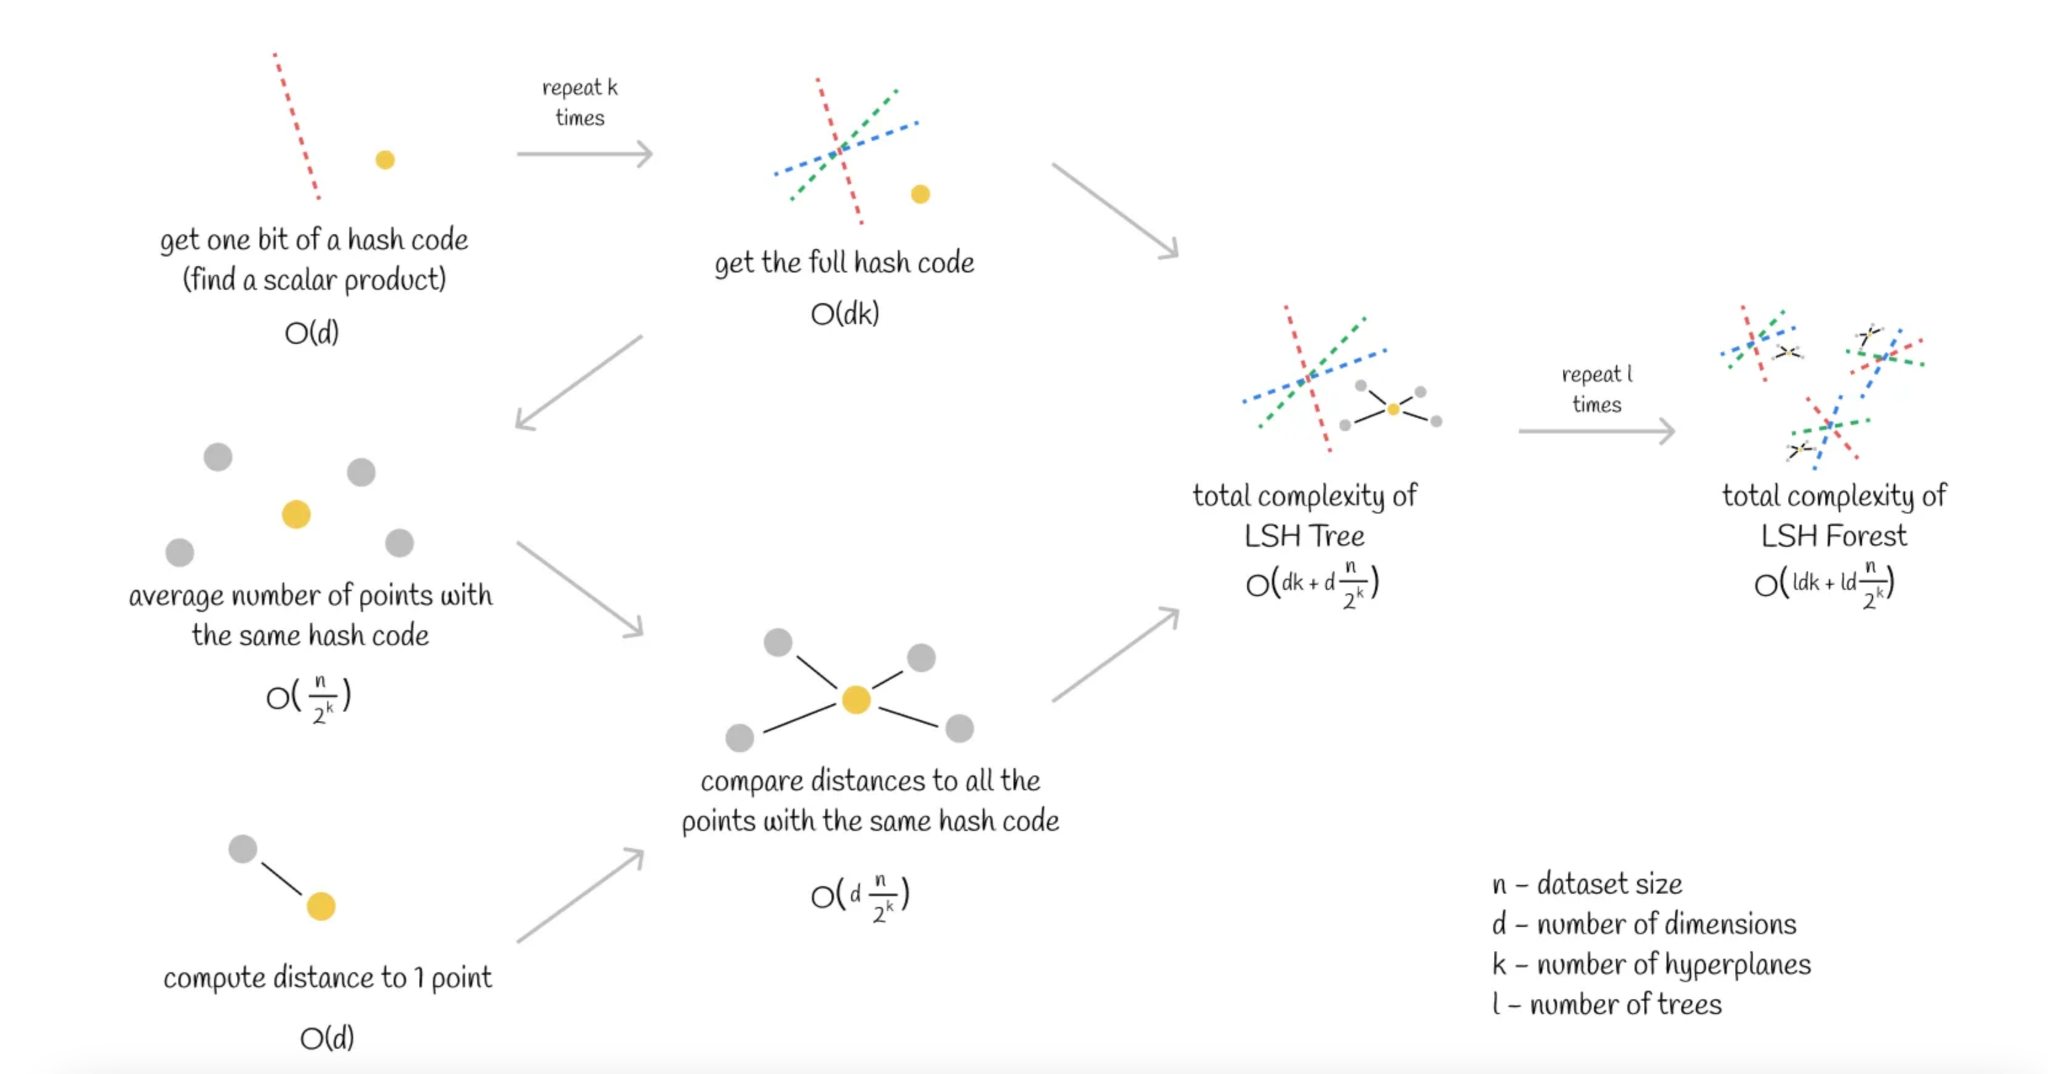 repeat k
times
get one bit of a hash code
(find a scalar product)
O(d)
get the full hash code
O(dk)
average number of points with
the same hash code
O(n/2^k)
compute distance to 1 point
O(d)
compare distances to all the
points with the same hash code
O(d n/2^k)
total complexity of
LSH Tree
O(dk + d n/2^k)
repeat l
times
total complexity of
LSH Forest
O(ldk + ld n/2^k)
n – dataset size
d – number of dimensions
k – number of hyperplanes
l – number of trees